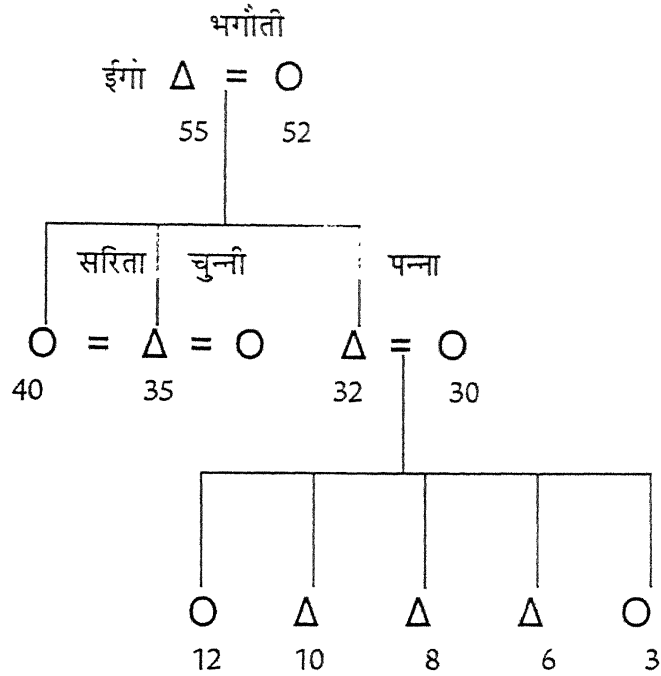 भगौती
ईगो Δ = O
55 52
सरिता चुन्नी पन्ना
O = Δ = O Δ = O
40 35 32 30
O Δ Δ Δ O
12 10 8 6 3